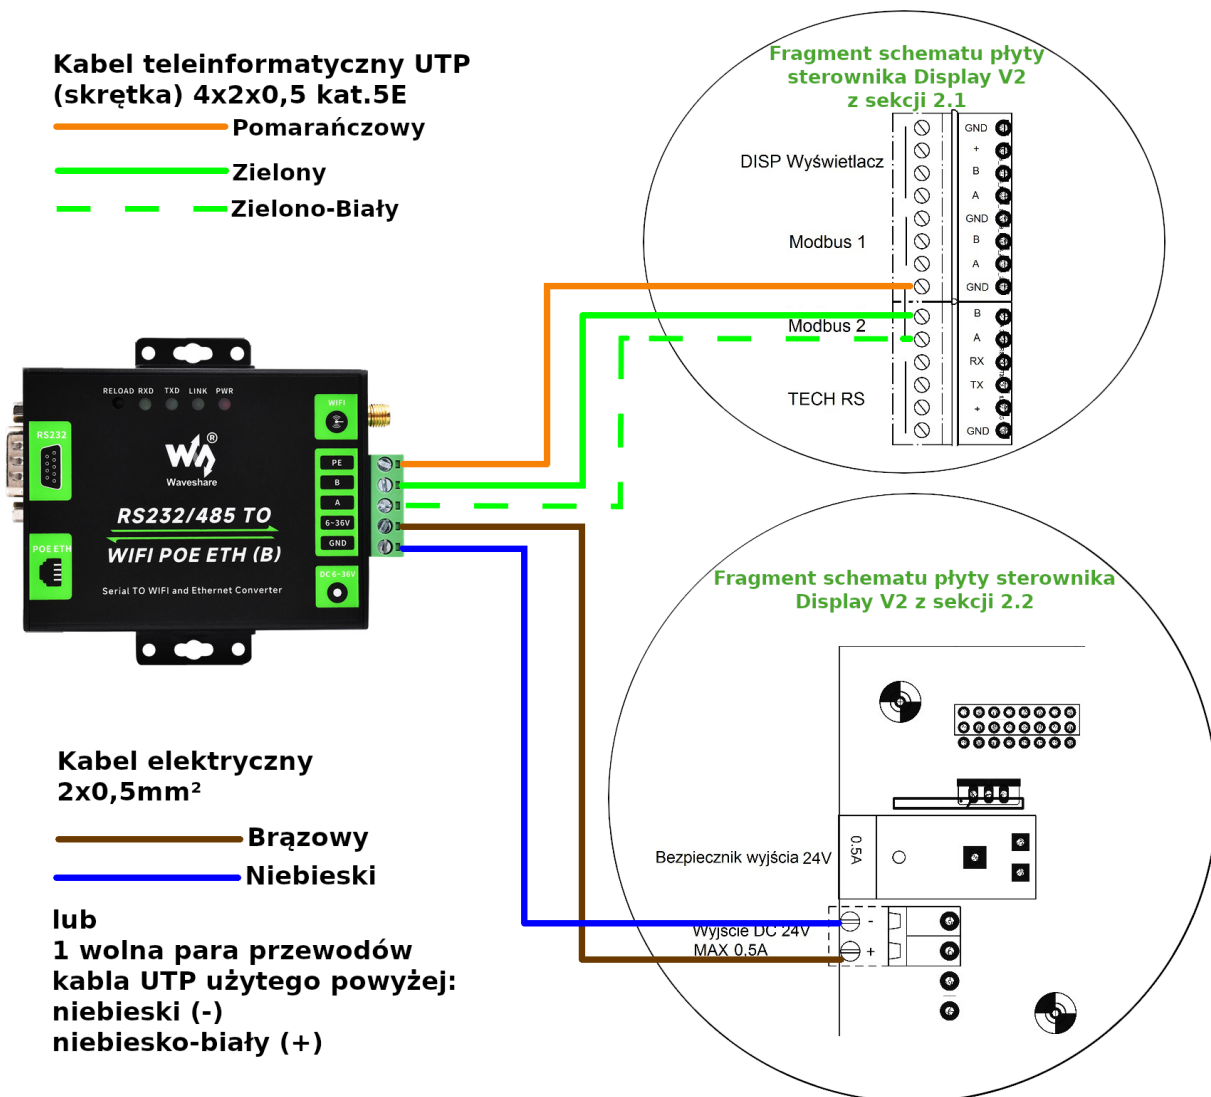 Kabel teleinformatyczny UTP
(skrętka) 4x2x0,5 kat.5E
Pomarańczowy
Zielony
Zielono-Biały
Fragment schematu płyty
sterownika Display V2
z sekcji 2.1
DISP Wyświetlacz
Modbus 1
Modbus 2
TECH RS
GND
+
B
A
GND
B
A
GND
B
A
RX
TX
+
GND
RELOAD RXD TXD LINK PWR
WIFI
RS232
®
Waveshare
PE
B
A
6~36V
GND
RS232/485 TO
WIFI POE ETH (B)
POE ETH
DC 6~36V
Serial TO WIFI and Ethernet Converter
Fragment schematu płyty sterownika
Display V2 z sekcji 2.2
Bezpiecznik wyjścia 24V
0.5A
Wyjście DC 24V
MAX 0,5A
-
+
Kabel elektryczny
2x0,5mm²
Brązowy
Niebieski
lub
1 wolna para przewodów
kabla UTP użytego powyżej:
niebieski (-)
niebiesko-biały (+)